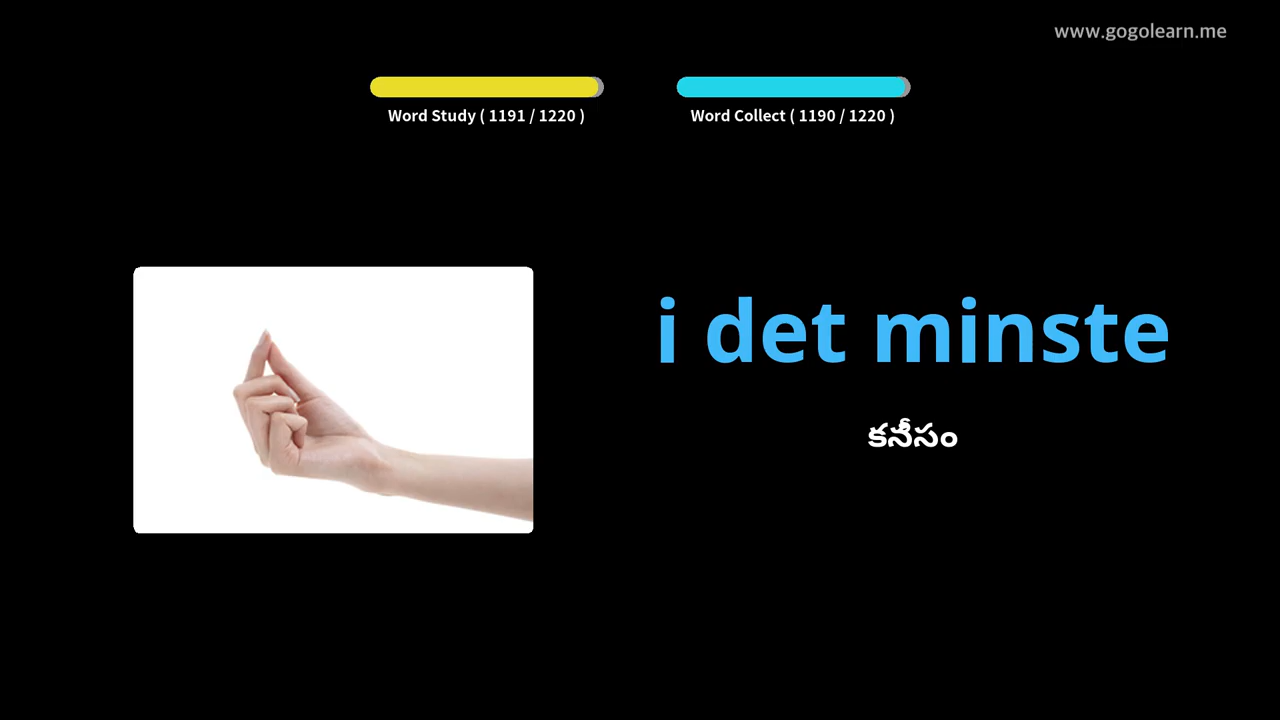 www.gogolearn.me
Word Study ( 1191 / 1220 )
Word Collect ( 1190 / 1220 )
i det minste
కనీసం